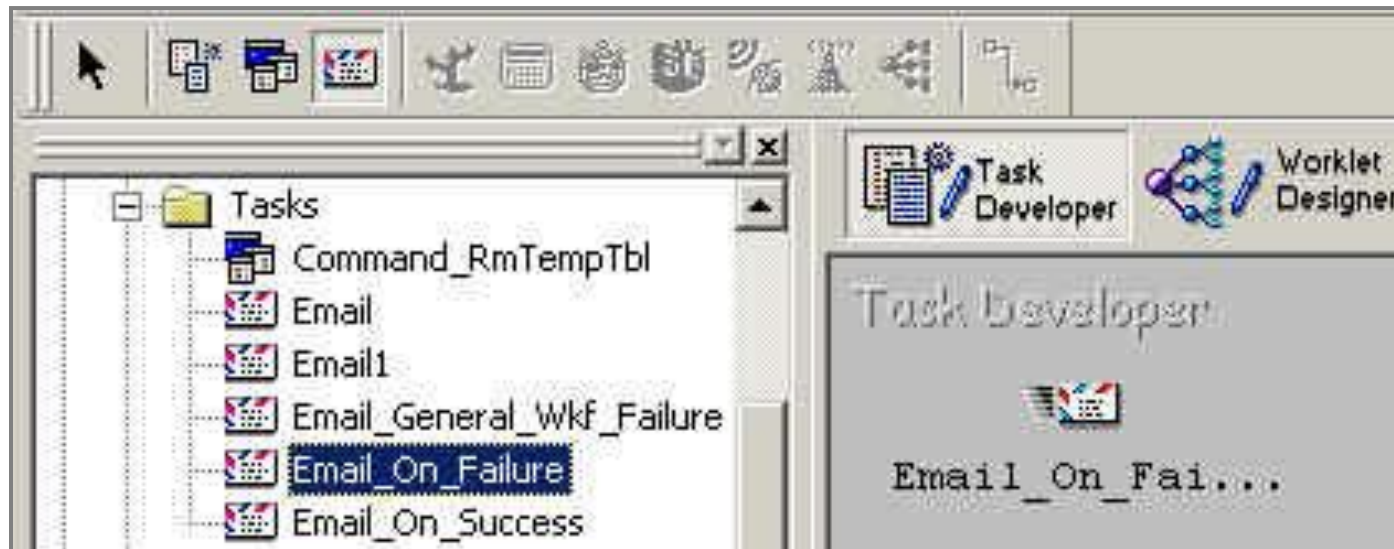 Task
Developer
Worklet
Designer
Tasks
Command_RmTempTbl
Email
Email1
Email_General_Wkf_Failure
Email_On_Failure
Email_On_Success
Task Developer
Email_On_Fai...